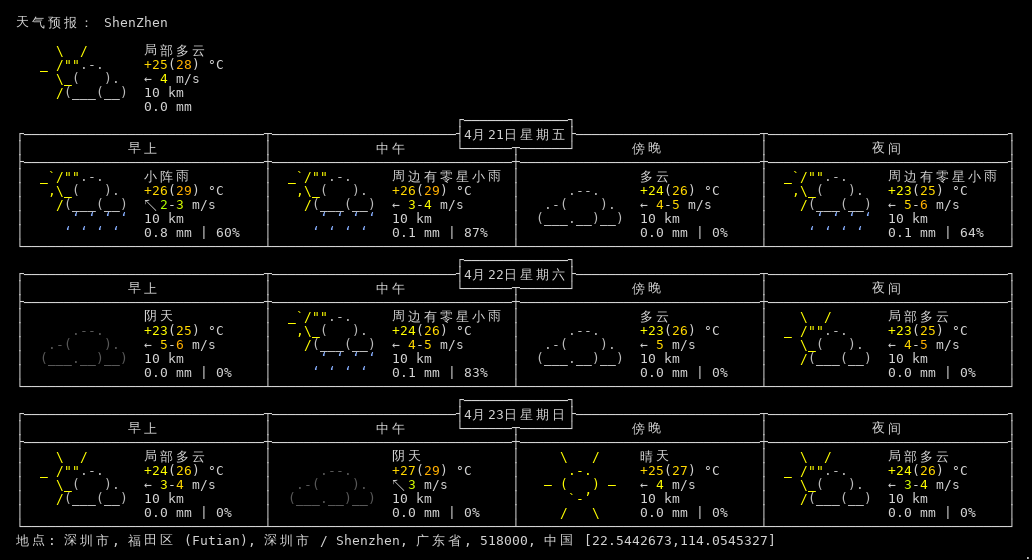 天气预报： ShenZhen
局部多云
+25(28) °C
← 4 m/s
10 km
0.0 mm
4月21日星期五
早上 中午 傍晚 夜间
小阵雨 周边有零星小雨 多云 周边有零星小雨
+26(29) °C +26(29) °C +24(26) °C +23(25) °C
↖ 2-3 m/s ← 3-4 m/s ← 4-5 m/s ← 5-6 m/s
10 km 10 km 10 km 10 km
0.8 mm | 60% 0.1 mm | 87% 0.0 mm | 0% 0.1 mm | 64%
4月22日星期六
早上 中午 傍晚 夜间
阴天 周边有零星小雨 多云 局部多云
+23(25) °C +24(26) °C +23(26) °C +23(25) °C
← 5-6 m/s ← 4-5 m/s ← 5 m/s ← 4-5 m/s
10 km 10 km 10 km 10 km
0.0 mm | 0% 0.1 mm | 83% 0.0 mm | 0% 0.0 mm | 0%
4月23日星期日
早上 中午 傍晚 夜间
局部多云 阴天 晴天 局部多云
+24(26) °C +27(29) °C +25(27) °C +24(26) °C
← 3-4 m/s ↖ 3 m/s ← 4 m/s ← 3-4 m/s
10 km 10 km 10 km 10 km
0.0 mm | 0% 0.0 mm | 0% 0.0 mm | 0% 0.0 mm | 0%
地点: 深圳市, 福田区 (Futian), 深圳市 / Shenzhen, 广东省, 518000, 中国 [22.5442673,114.0545327]